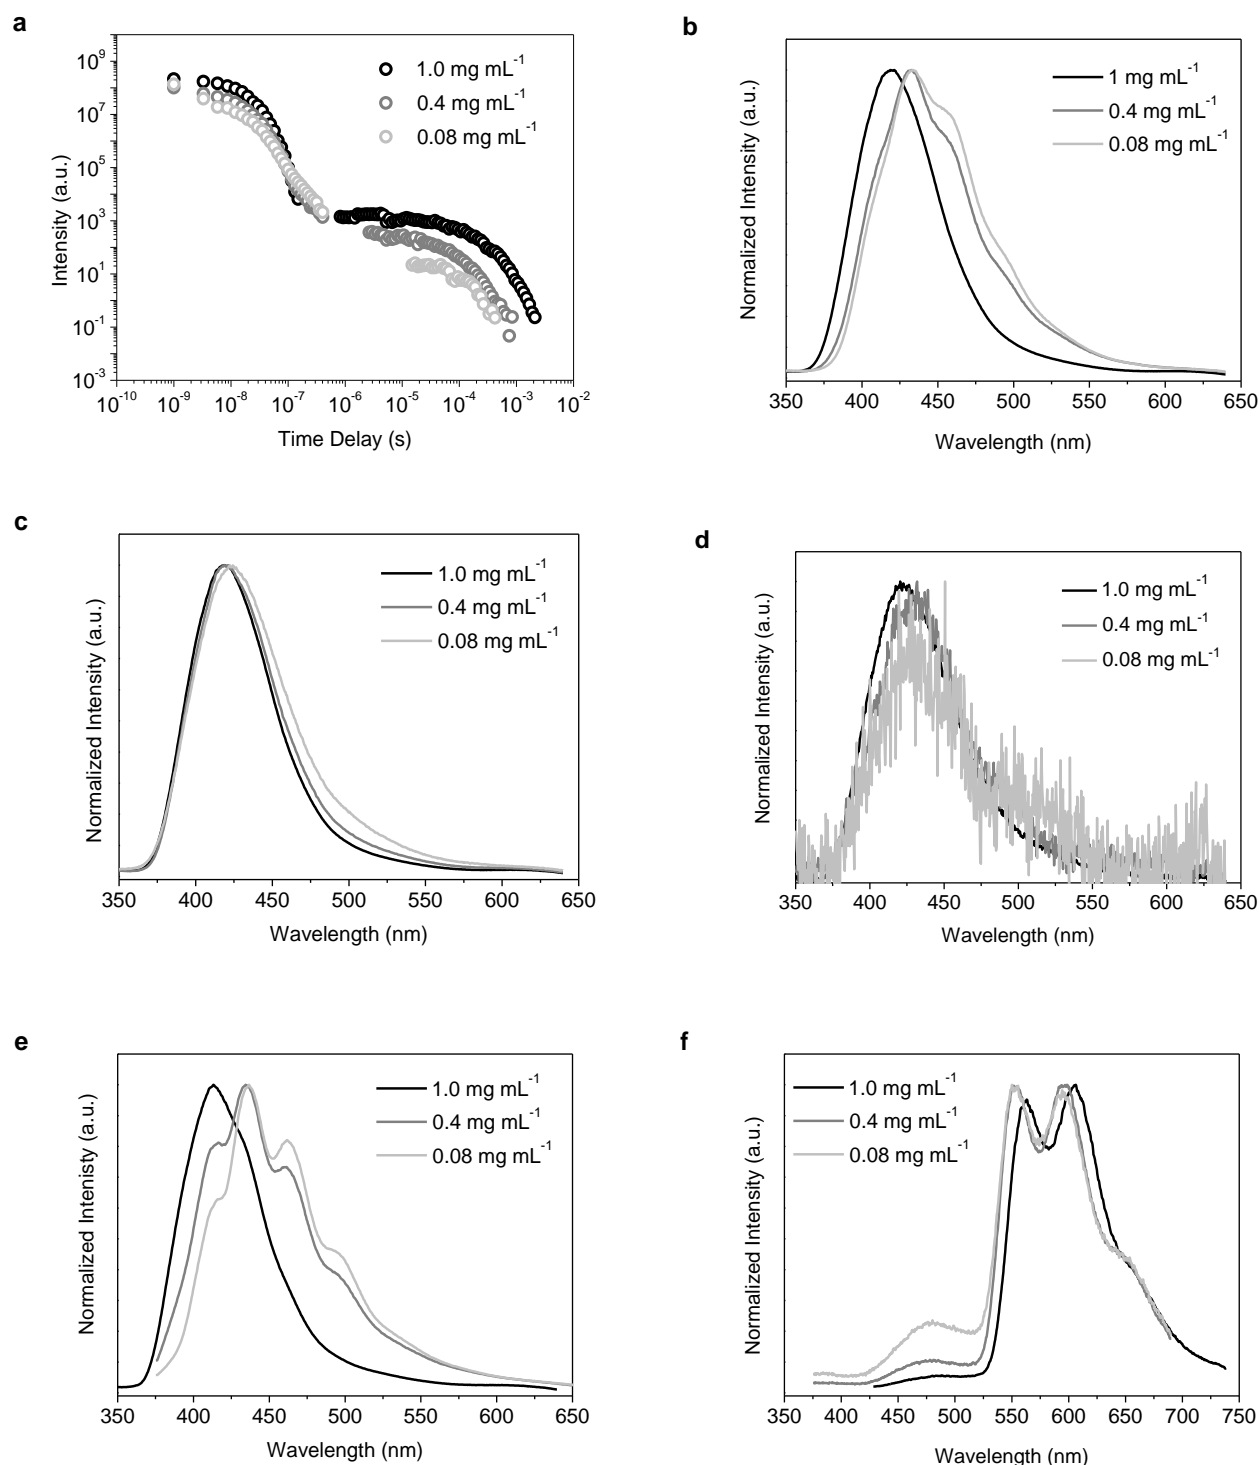 a
10^9
10^7
10^5
10^3
10^1
10^-1
10^-3
Intensity (a.u.)
1.0 mg mL^-1
0.4 mg mL^-1
0.08 mg mL^-1
10^-10 10^-9 10^-8 10^-7 10^-6 10^-5 10^-4 10^-3 10^-2
Time Delay (s)
b
Normalized Intensity (a.u.)
1 mg mL^-1
0.4 mg mL^-1
0.08 mg mL^-1
350 400 450 500 550 600 650
Wavelength (nm)
c
Normalized Intensity (a.u.)
1.0 mg mL^-1
0.4 mg mL^-1
0.08 mg mL^-1
350 400 450 500 550 600 650
Wavelength (nm)
d
Normalized Intensity (a.u.)
1.0 mg mL^-1
0.4 mg mL^-1
0.08 mg mL^-1
350 400 450 500 550 600 650
Wavelength (nm)
e
Normalized Intenisty (a.u.)
1.0 mg mL^-1
0.4 mg mL^-1
0.08 mg mL^-1
350 400 450 500 550 600 650
Wavelength (nm)
f
Normalized Intensity (a.u.)
1.0 mg mL^-1
0.4 mg mL^-1
0.08 mg mL^-1
350 400 450 500 550 600 650 700 750
Wavelength (nm)